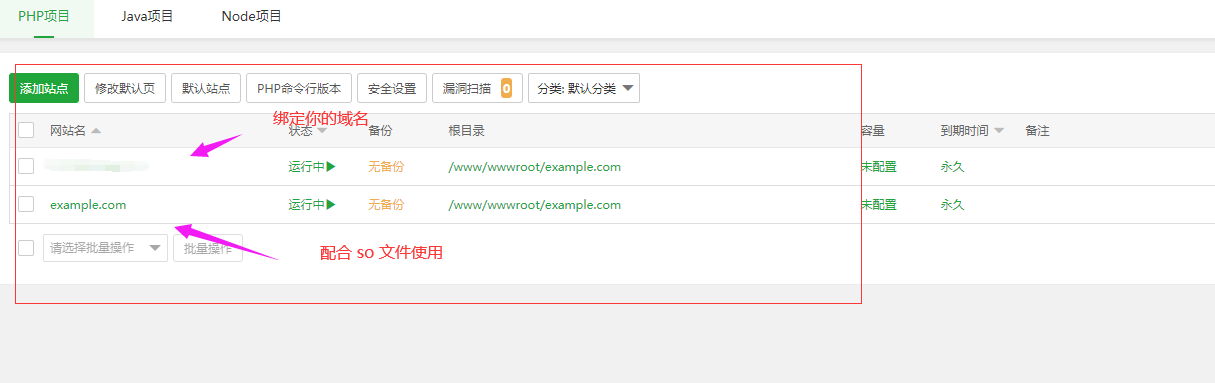 PHP项目 Java项目 Node项目
添加站点 修改默认页 默认站点 PHP命令行版本 安全设置 漏洞扫描 0 分类: 默认分类
绑定你的域名
网站名 状态 备份 根目录 容量 到期时间 备注
运行中 无备份 /www/wwwroot/example.com 未配置 永久
example.com 运行中 无备份 /www/wwwroot/example.com 未配置 永久
请选择批量操作 批量操作
配合 so 文件使用